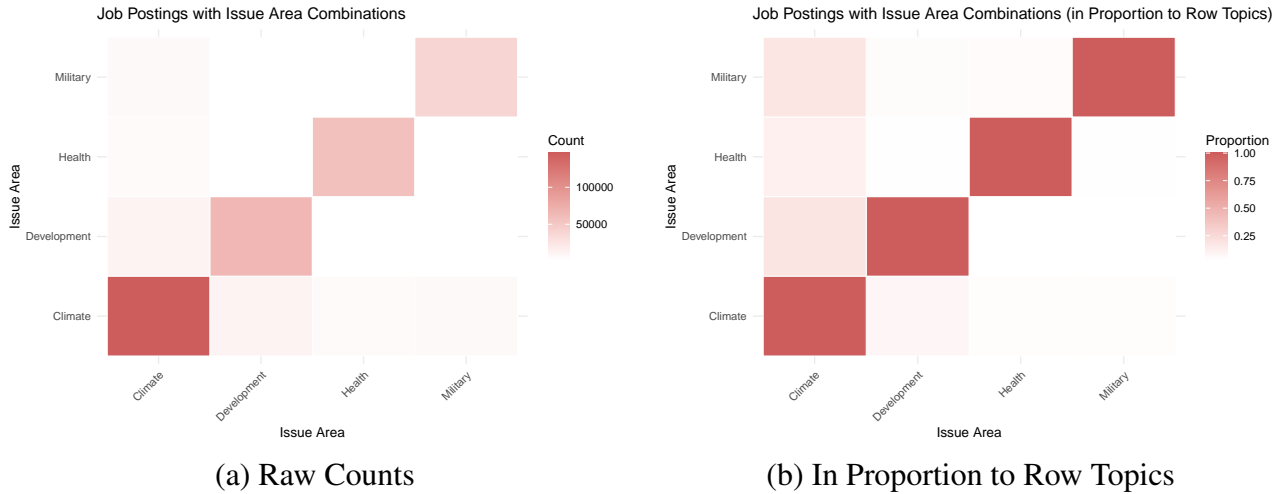 Job Postings with Issue Area Combinations
Military
Health
Development
Climate
Issue Area
Climate
Development
Health
Military
Issue Area
Count
100000
50000
(a) Raw Counts
Job Postings with Issue Area Combinations (in Proportion to Row Topics)
Military
Health
Development
Climate
Issue Area
Climate
Development
Health
Military
Issue Area
Proportion
1.00
0.75
0.50
0.25
(b) In Proportion to Row Topics